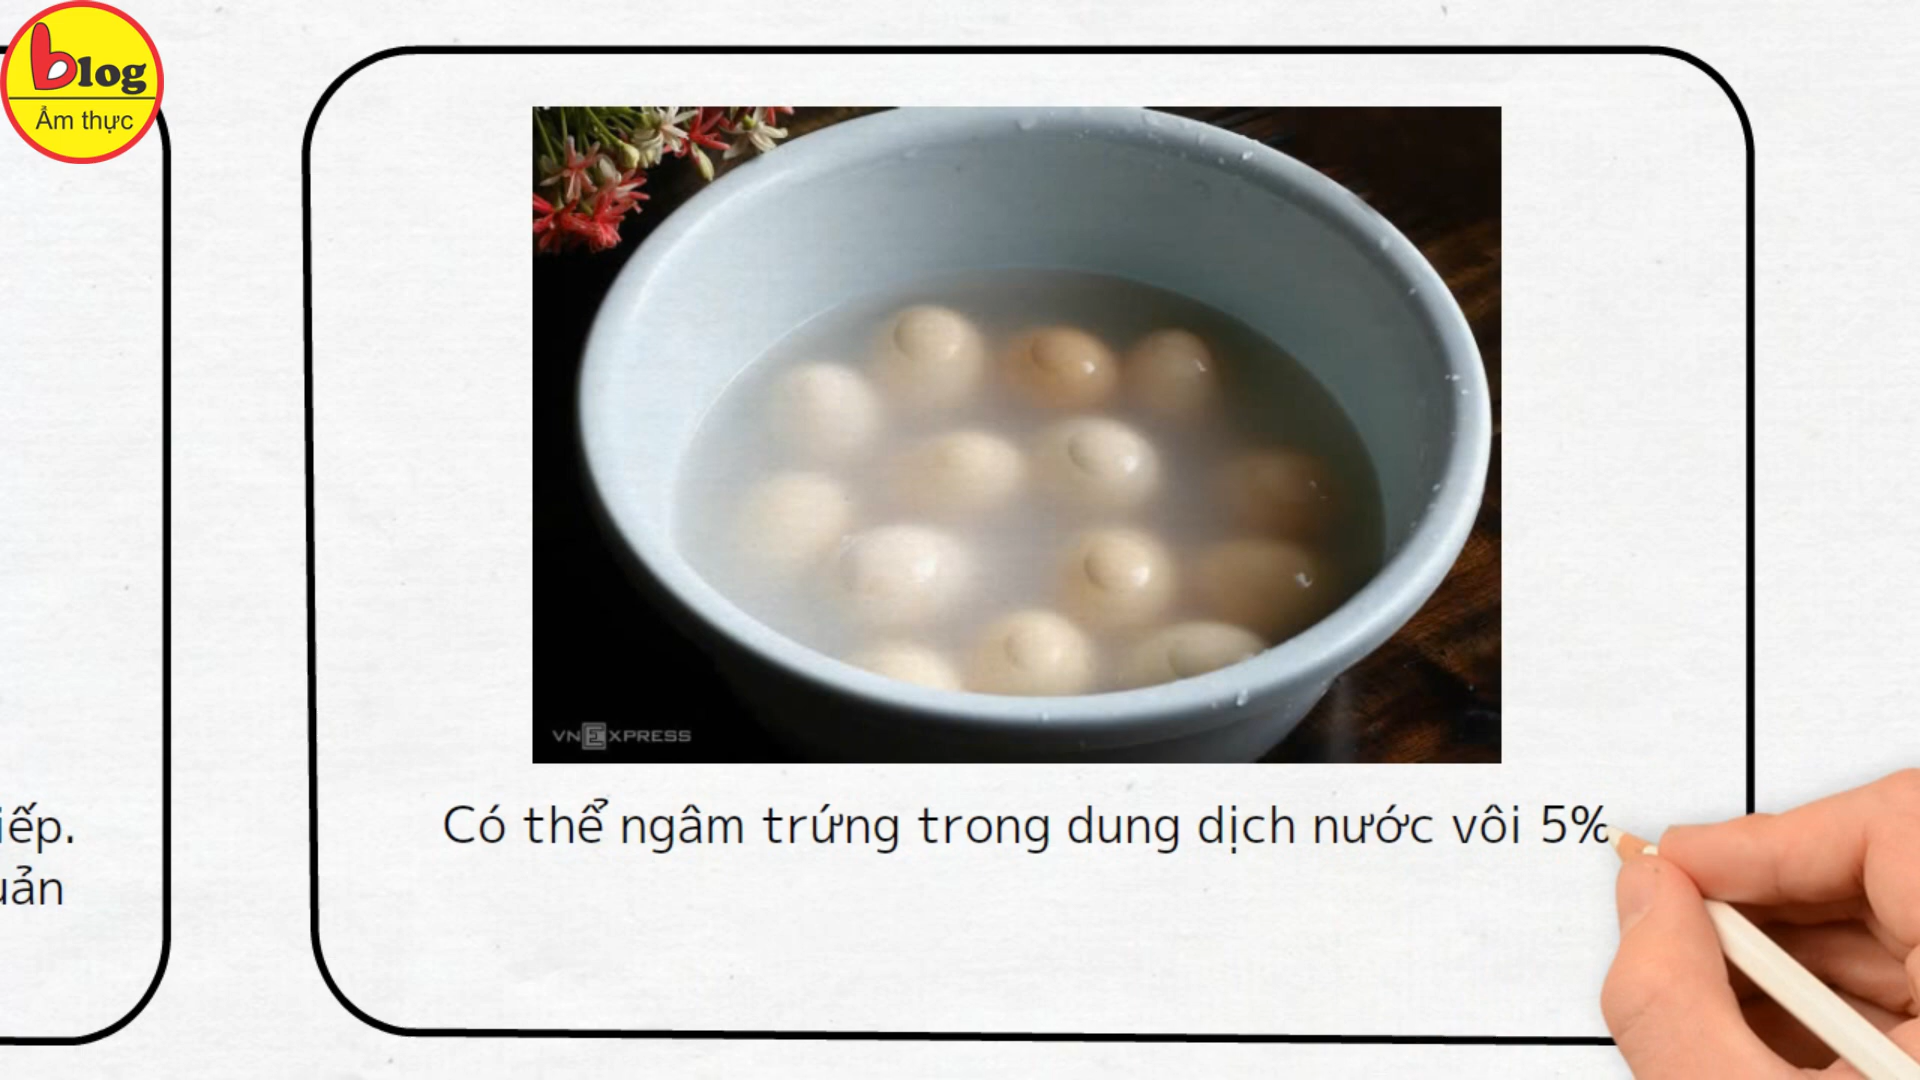 blog
Ẩm thực
VNEXPRESS
iếp.
uản
Có thể ngâm trứng trong dung dịch nước vôi 5%